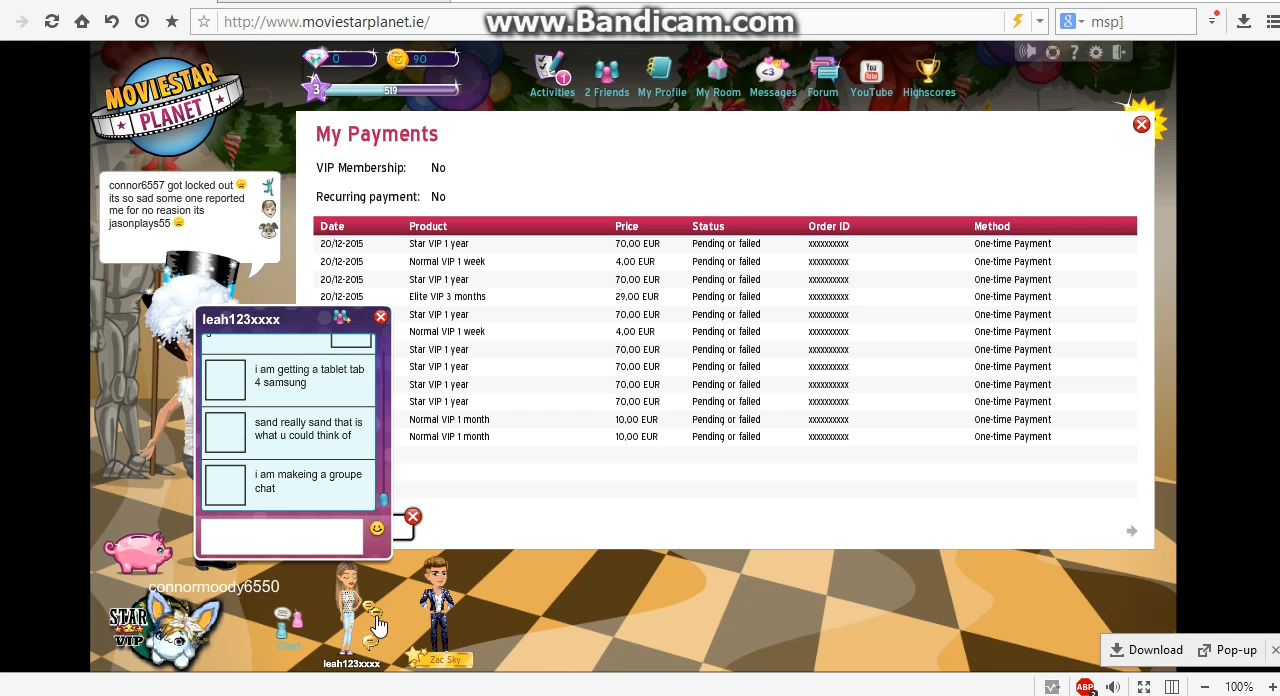 www.Bandicam.com
http://www.moviestarplanet.ie/
msp]
MOVIESTAR
PLANET
0
90
3
519
1
<3
You
Tube
Activities
2 Friends
My Profile
My Room
Messages
Forum
YouTube
Highscores
My Payments
VIP Membership: No
Recurring payment: No
Date Product Price Status Order ID Method
20/12-2015 Star VIP 1 year 70,00 EUR Pending or failed xxxxxxxxxx One-time Payment
20/12-2015 Normal VIP 1 week 4,00 EUR Pending or failed xxxxxxxxxx One-time Payment
20/12-2015 Star VIP 1 year 70,00 EUR Pending or failed xxxxxxxxxx One-time Payment
20/12-2015 Elite VIP 3 months 29,00 EUR Pending or failed xxxxxxxxxx One-time Payment
Star VIP 1 year 70,00 EUR Pending or failed xxxxxxxxxx One-time Payment
Normal VIP 1 week 4,00 EUR Pending or failed xxxxxxxxxx One-time Payment
Star VIP 1 year 70,00 EUR Pending or failed xxxxxxxxxx One-time Payment
Star VIP 1 year 70,00 EUR Pending or failed xxxxxxxxxx One-time Payment
Star VIP 1 year 70,00 EUR Pending or failed xxxxxxxxxx One-time Payment
Star VIP 1 year 70,00 EUR Pending or failed xxxxxxxxxx One-time Payment
Normal VIP 1 month 10,00 EUR Pending or failed xxxxxxxxxx One-time Payment
Normal VIP 1 month 10,00 EUR Pending or failed xxxxxxxxxx One-time Payment
connor6557 got locked out
its so sad some one reported
me for no reasion its
jasonplays55
leah123xxxx
i am getting a tablet tab
4 samsung
sand really sand that is
what u could think of
i am makeing a groupe
chat
connormoody6550
STAR
VIP
Chat
leah123xxxx
Zac Sky
Download
Pop-up
ABP
100%